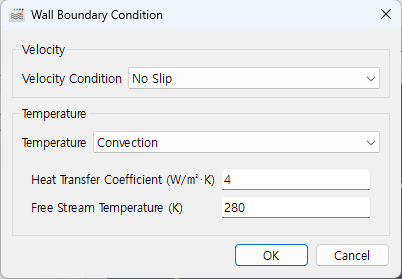 Wall Boundary Condition
Velocity
Velocity Condition No Slip
Temperature
Temperature Convection
Heat Transfer Coefficient (W/㎡·K) 4
Free Stream Temperature (K) 280
OK Cancel